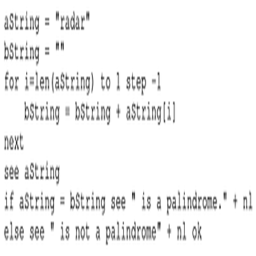 aString = "radar"
bString = ""
for i=len(aString) to 1 step -1
    bString = bString + aString[i]
next
see aString
if aString = bString see " is a palindrome." + nl
else see " is not a palindrome" + nl ok